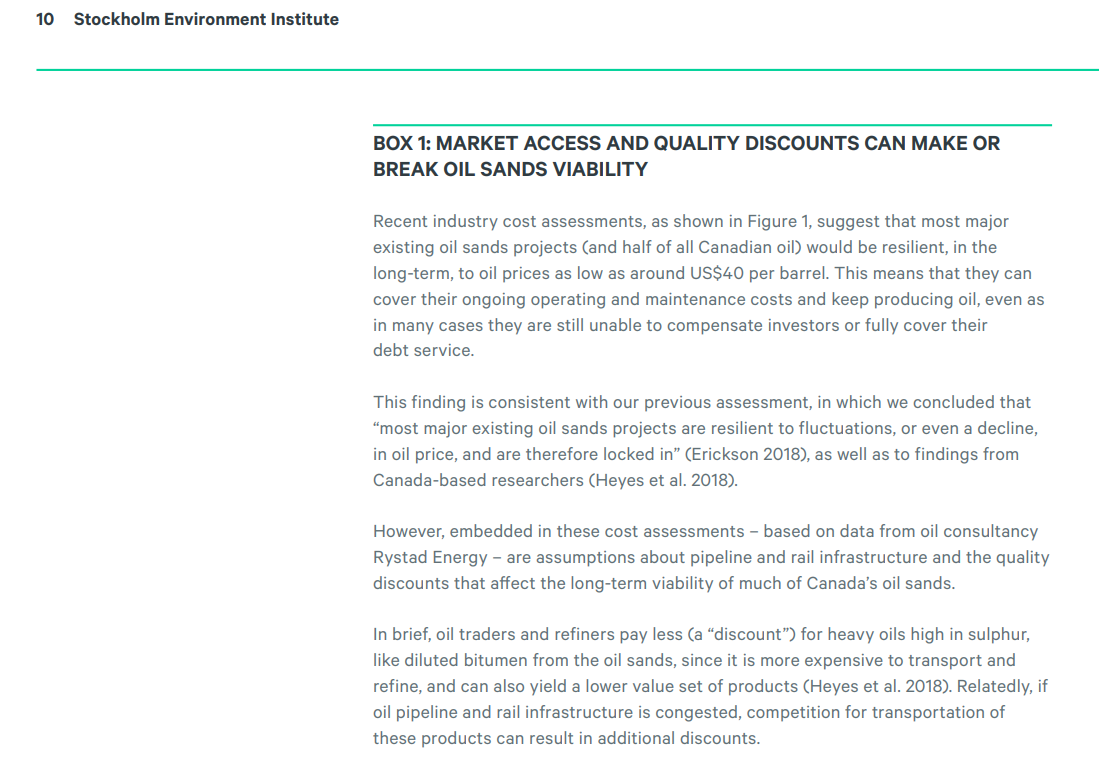 10 Stockholm Environment Institute
BOX 1: MARKET ACCESS AND QUALITY DISCOUNTS CAN MAKE OR
BREAK OIL SANDS VIABILITY
Recent industry cost assessments, as shown in Figure 1, suggest that most major
existing oil sands projects (and half of all Canadian oil) would be resilient, in the
long-term, to oil prices as low as around US$40 per barrel. This means that they can
cover their ongoing operating and maintenance costs and keep producing oil, even as
in many cases they are still unable to compensate investors or fully cover their
debt service.
This finding is consistent with our previous assessment, in which we concluded that
“most major existing oil sands projects are resilient to fluctuations, or even a decline,
in oil price, and are therefore locked in” (Erickson 2018), as well as to findings from
Canada-based researchers (Heyes et al. 2018).
However, embedded in these cost assessments – based on data from oil consultancy
Rystad Energy – are assumptions about pipeline and rail infrastructure and the quality
discounts that affect the long-term viability of much of Canada’s oil sands.
In brief, oil traders and refiners pay less (a “discount”) for heavy oils high in sulphur,
like diluted bitumen from the oil sands, since it is more expensive to transport and
refine, and can also yield a lower value set of products (Heyes et al. 2018). Relatedly, if
oil pipeline and rail infrastructure is congested, competition for transportation of
these products can result in additional discounts.